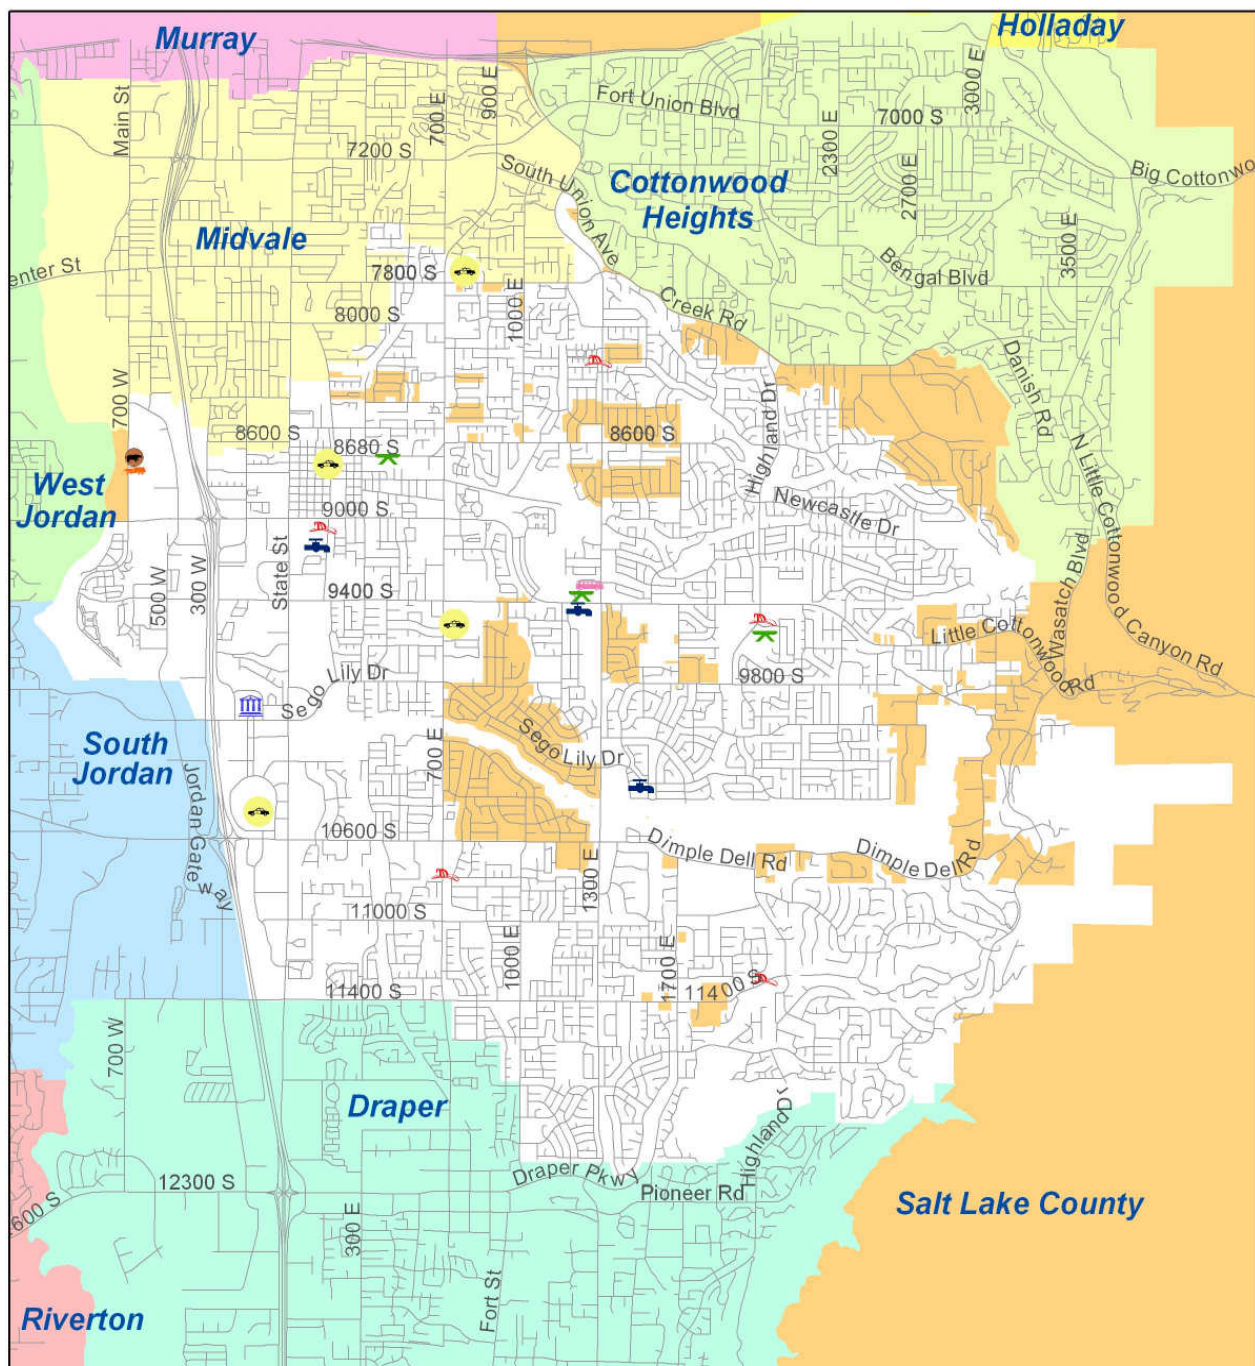 Murray
Holladay
Main St
700 E
900 E
3000 E
Fort Union Blvd
7000 S
2300 E
7200 S
South Union Ave
2700 E
Big Cottonwo
Cottonwood
Heights
Midvale
3500 E
enter St
7800 S
Bengal Blvd
1000 E
8000 S
Creek Rd
Danish Rd
700 W
Highland Dr
8600 S
8680 S
8600 S
N Little Cottonwood Canyon Rd
West
Jordan
9000 S
Newcastle Dr
500 W
300 W
State St
9400 S
Wasatch Blvd
Little Cottonwood Rd
Sego Lily Dr
9800 S
South
Jordan
700 E
Sego Lily Dr
Jordan Gateway
10600 S
Dimple Dell Rd
Dimple Dell Rd
1300 E
11000 S
1000 E
1700 E
11400 S
11400 S
700 W
Draper
Highland Dr
12300 S
Draper Pkwy
Pioneer Rd
600 S
Salt Lake County
300 E
Fort St
Riverton